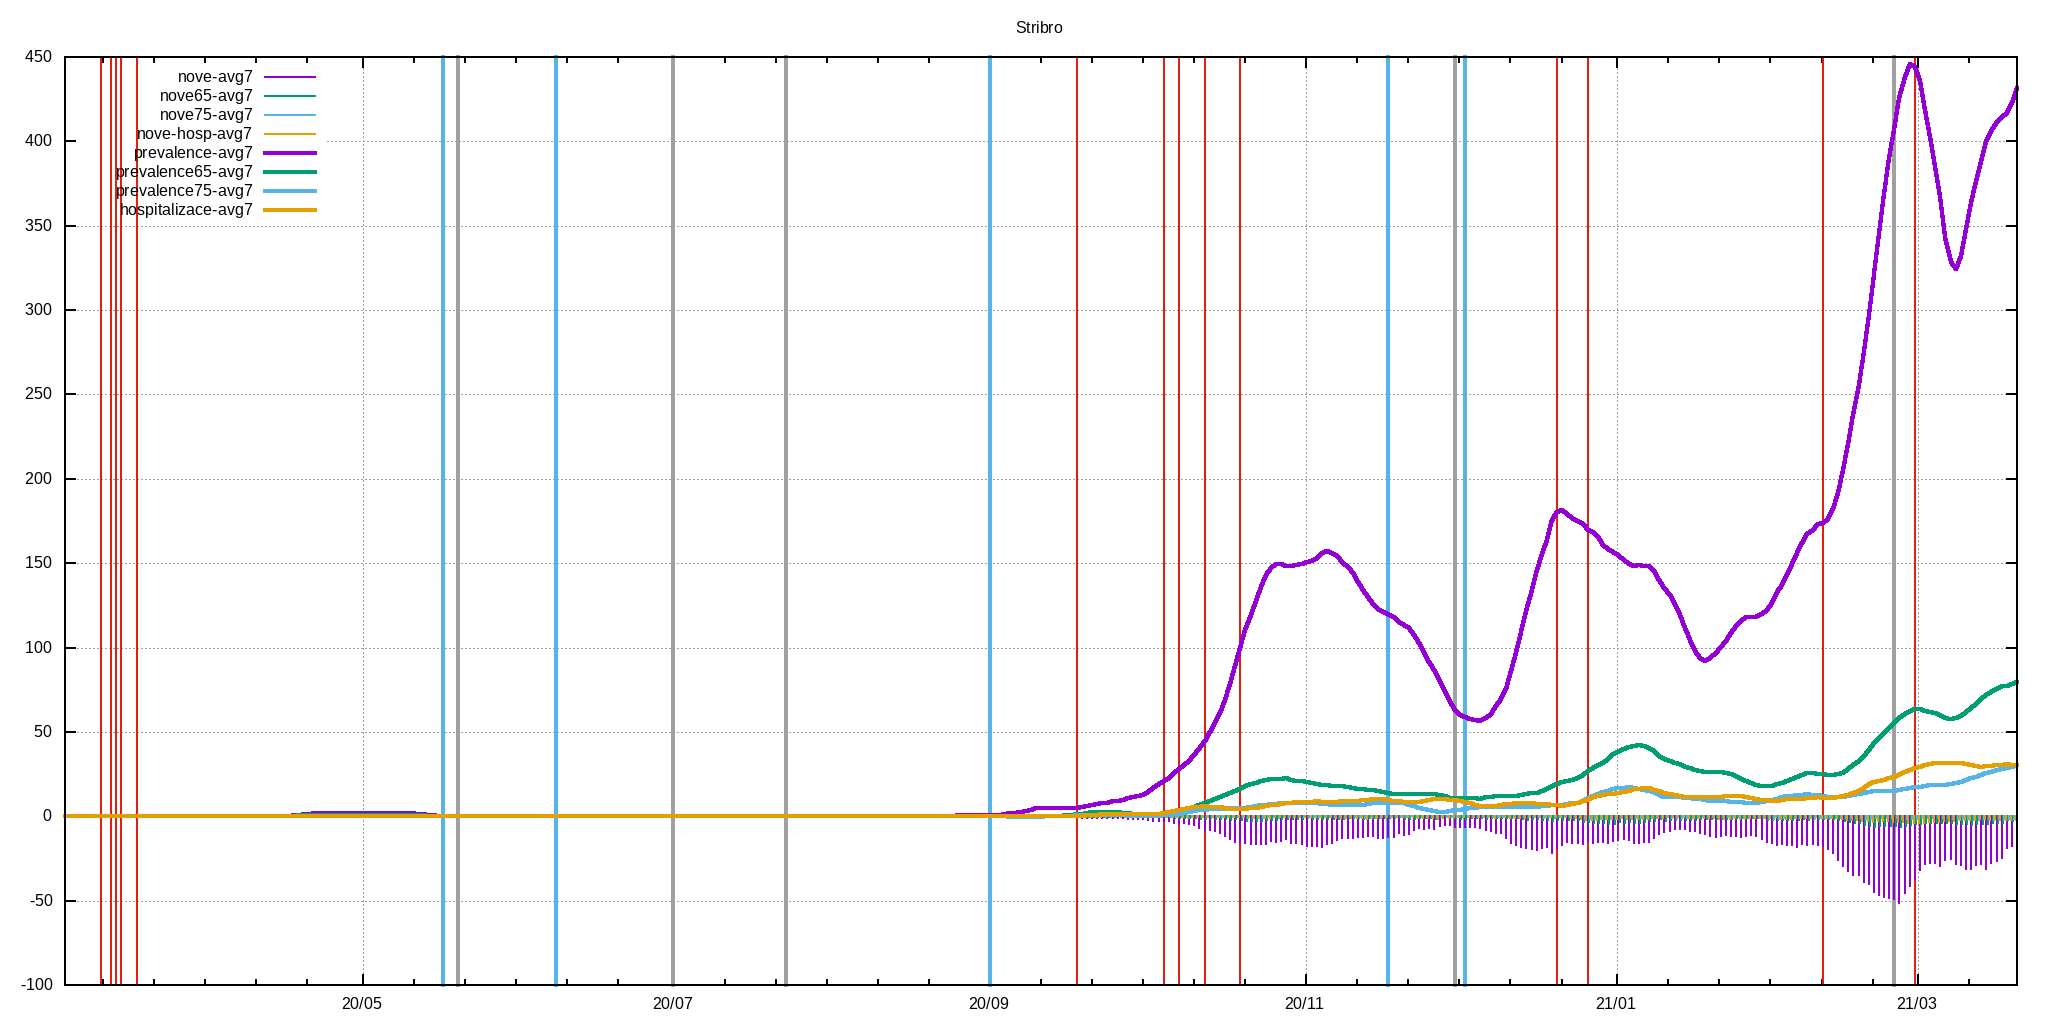 Stribro
450
400
350
300
250
200
150
100
50
0
-50
-100
nove-avg7
nove65-avg7
nove75-avg7
nove-hosp-avg7
prevalence-avg7
prevalence65-avg7
prevalence75-avg7
hospitalizace-avg7
20/05
20/07
20/09
20/11
21/01
21/03